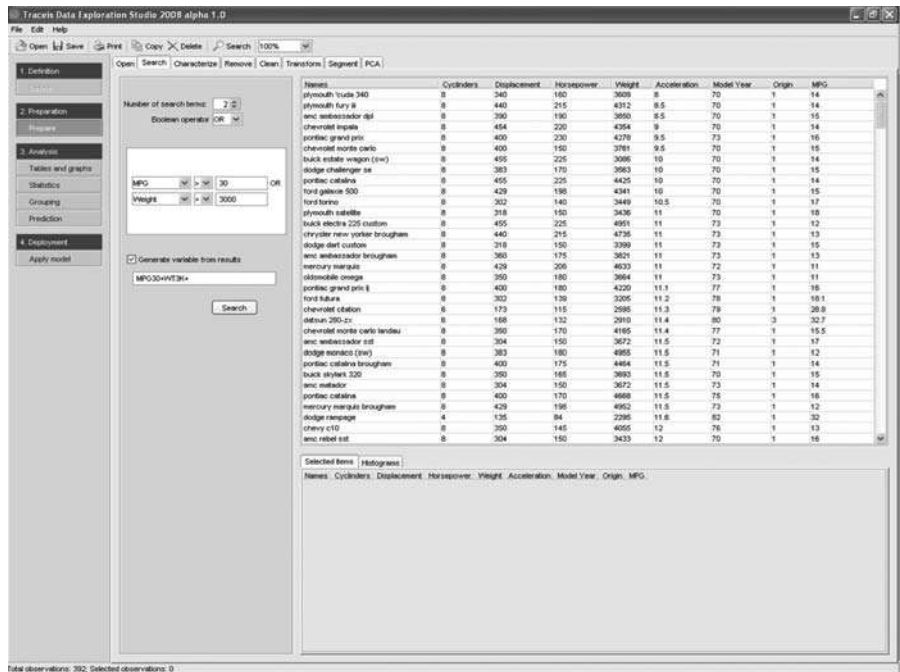 Traceis Data Exploration Studio 2008 alpha 1.0
File Edit Help
Open Save Print Copy Delete Search 100%
Open Search Characterize Remove Clean Transform Segment PCA
1. Definition
2. Preparation
Prepare
3. Analysis
Tables and graphs
Statistics
Grouping
Prediction
4. Deployment
Apply model
Number of search terms: 2
Boolean operator OR
MPG > 30 OR
Weight 3000
Generate variable from results
Search
Names Cyclinders Displacement Horsepower Weight Acceleration Model Year Origin MPG
plymouth 'cuda 340 8 340 160 3609 8 70 1 14
plymouth fury iii 8 440 215 4312 8.5 70 1 14
amc ambassador dpl 8 390 190 3850 8.5 70 1 15
chevrolet impala 8 454 220 4354 9 70 1 14
pontiac grand prix 8 400 230 4278 9.5 73 1 16
chevrolet monte carlo 8 400 150 3761 9.5 70 1 15
buick estate wagon (sw) 8 455 225 3086 10 70 1 14
dodge challenger se 8 383 170 3563 10 70 1 15
pontiac catalina 8 455 225 4425 10 70 1 14
ford galaxie 500 8 429 198 4341 10 70 1 15
ford torino 8 302 140 3449 10.5 70 1 17
plymouth satellite 8 318 150 3436 11 70 1 18
buick electra 225 custom 8 455 225 4951 11 73 1 12
chrysler new yorker brougham 8 440 215 4735 11 73 1 13
dodge dart custom 8 318 150 3399 11 73 1 15
amc ambassador brougham 8 360 175 3821 11 73 1 13
mercury marquis 8 429 208 4633 11 72 1 11
oldsmobile omega 8 350 180 3664 11 73 1 11
pontiac grand prix lj 8 400 180 4220 11.1 77 1 16
ford futura 8 302 139 3205 11.2 78 1 18.1
chevrolet citation 6 173 115 2595 11.3 79 1 28.8
datsun 280-zx 6 168 132 2910 11.4 80 3 32.7
chevrolet monte carlo landau 8 350 170 4165 11.4 77 1 15.5
amc ambassador sst 8 304 150 3672 11.5 72 1 17
dodge monaco (sw) 8 383 180 4955 11.5 71 1 12
pontiac catalina brougham 8 400 175 4464 11.5 71 1 14
buick skylark 320 8 350 165 3693 11.5 70 1 15
amc matador 8 304 150 3672 11.5 73 1 14
pontiac catalina 8 400 170 4668 11.5 75 1 16
mercury marquis brougham 8 429 198 4952 11.5 73 1 12
dodge rampage 4 135 84 2295 11.6 82 1 32
chevy c10 8 350 145 4055 12 76 1 13
amc rebel sst 8 304 150 3433 12 70 1 16
Selected Items Histograms
Names Cyclinders Displacement Horsepower Weight Acceleration Model Year Origin MPG
Total observations: 392; Selected observations: 0